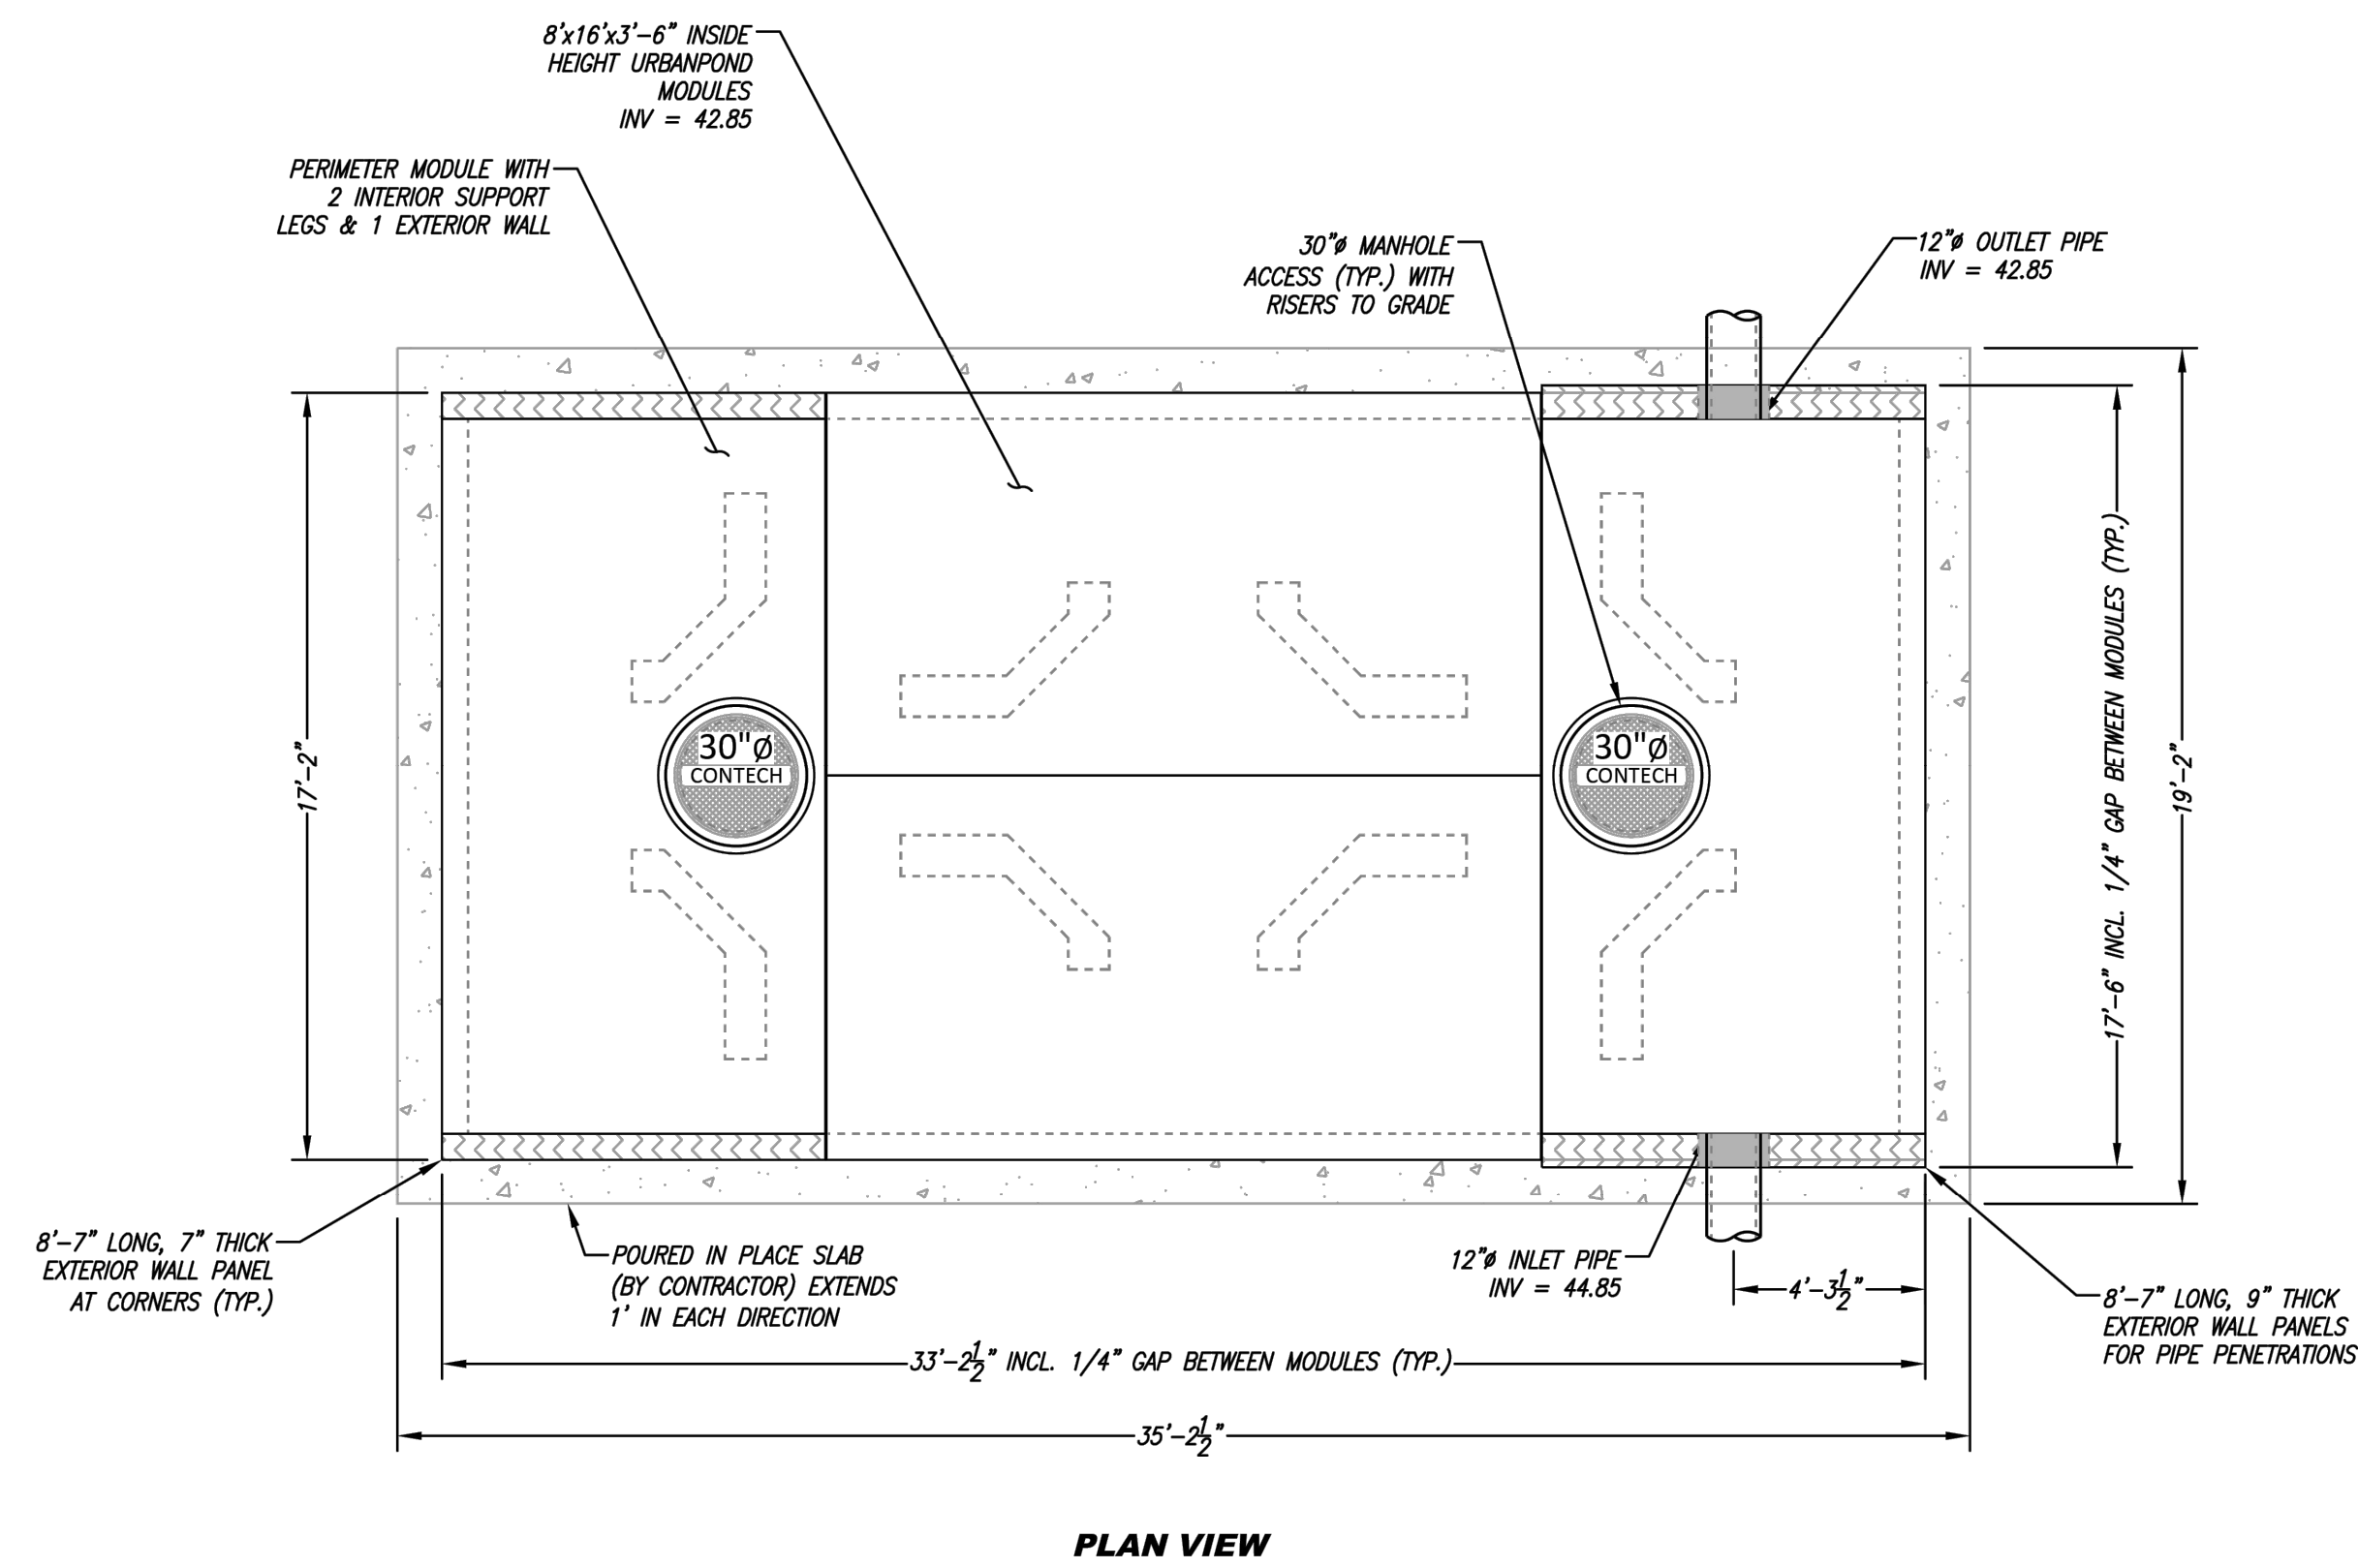 8'x16'x3'-6" INSIDE
HEIGHT URBANPOND
MODULES
INV = 42.85
PERIMETER MODULE WITH
2 INTERIOR SUPPORT
LEGS & 1 EXTERIOR WALL
30"Ø MANHOLE
ACCESS (TYP.) WITH
RISERS TO GRADE
12"Ø OUTLET PIPE
INV = 42.85
17'-2"
30"Ø
CONTECH
30"Ø
CONTECH
17'-6" INCL. 1/4" GAP BETWEEN MODULES (TYP.)
19'-2"
8'-7" LONG, 7" THICK
EXTERIOR WALL PANEL
AT CORNERS (TYP.)
POURED IN PLACE SLAB
(BY CONTRACTOR) EXTENDS
1' IN EACH DIRECTION
12"Ø INLET PIPE
INV = 44.85
4'-3 1/2"
8'-7" LONG, 9" THICK
EXTERIOR WALL PANELS
FOR PIPE PENETRATIONS
33'-2 1/2" INCL. 1/4" GAP BETWEEN MODULES (TYP.)
35'-2 1/2"
PLAN VIEW